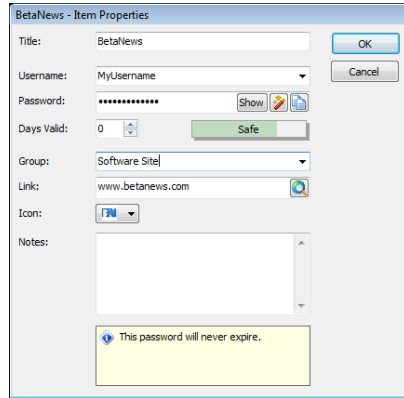 BetaNews - Item Properties
Title: BetaNews
OK
Username: MyUsername
Cancel
Password: ••••••••••••• Show
Days Valid: 0 Safe
Group: Software Site
Link: www.betanews.com
Icon:
Notes:
This password will never expire.